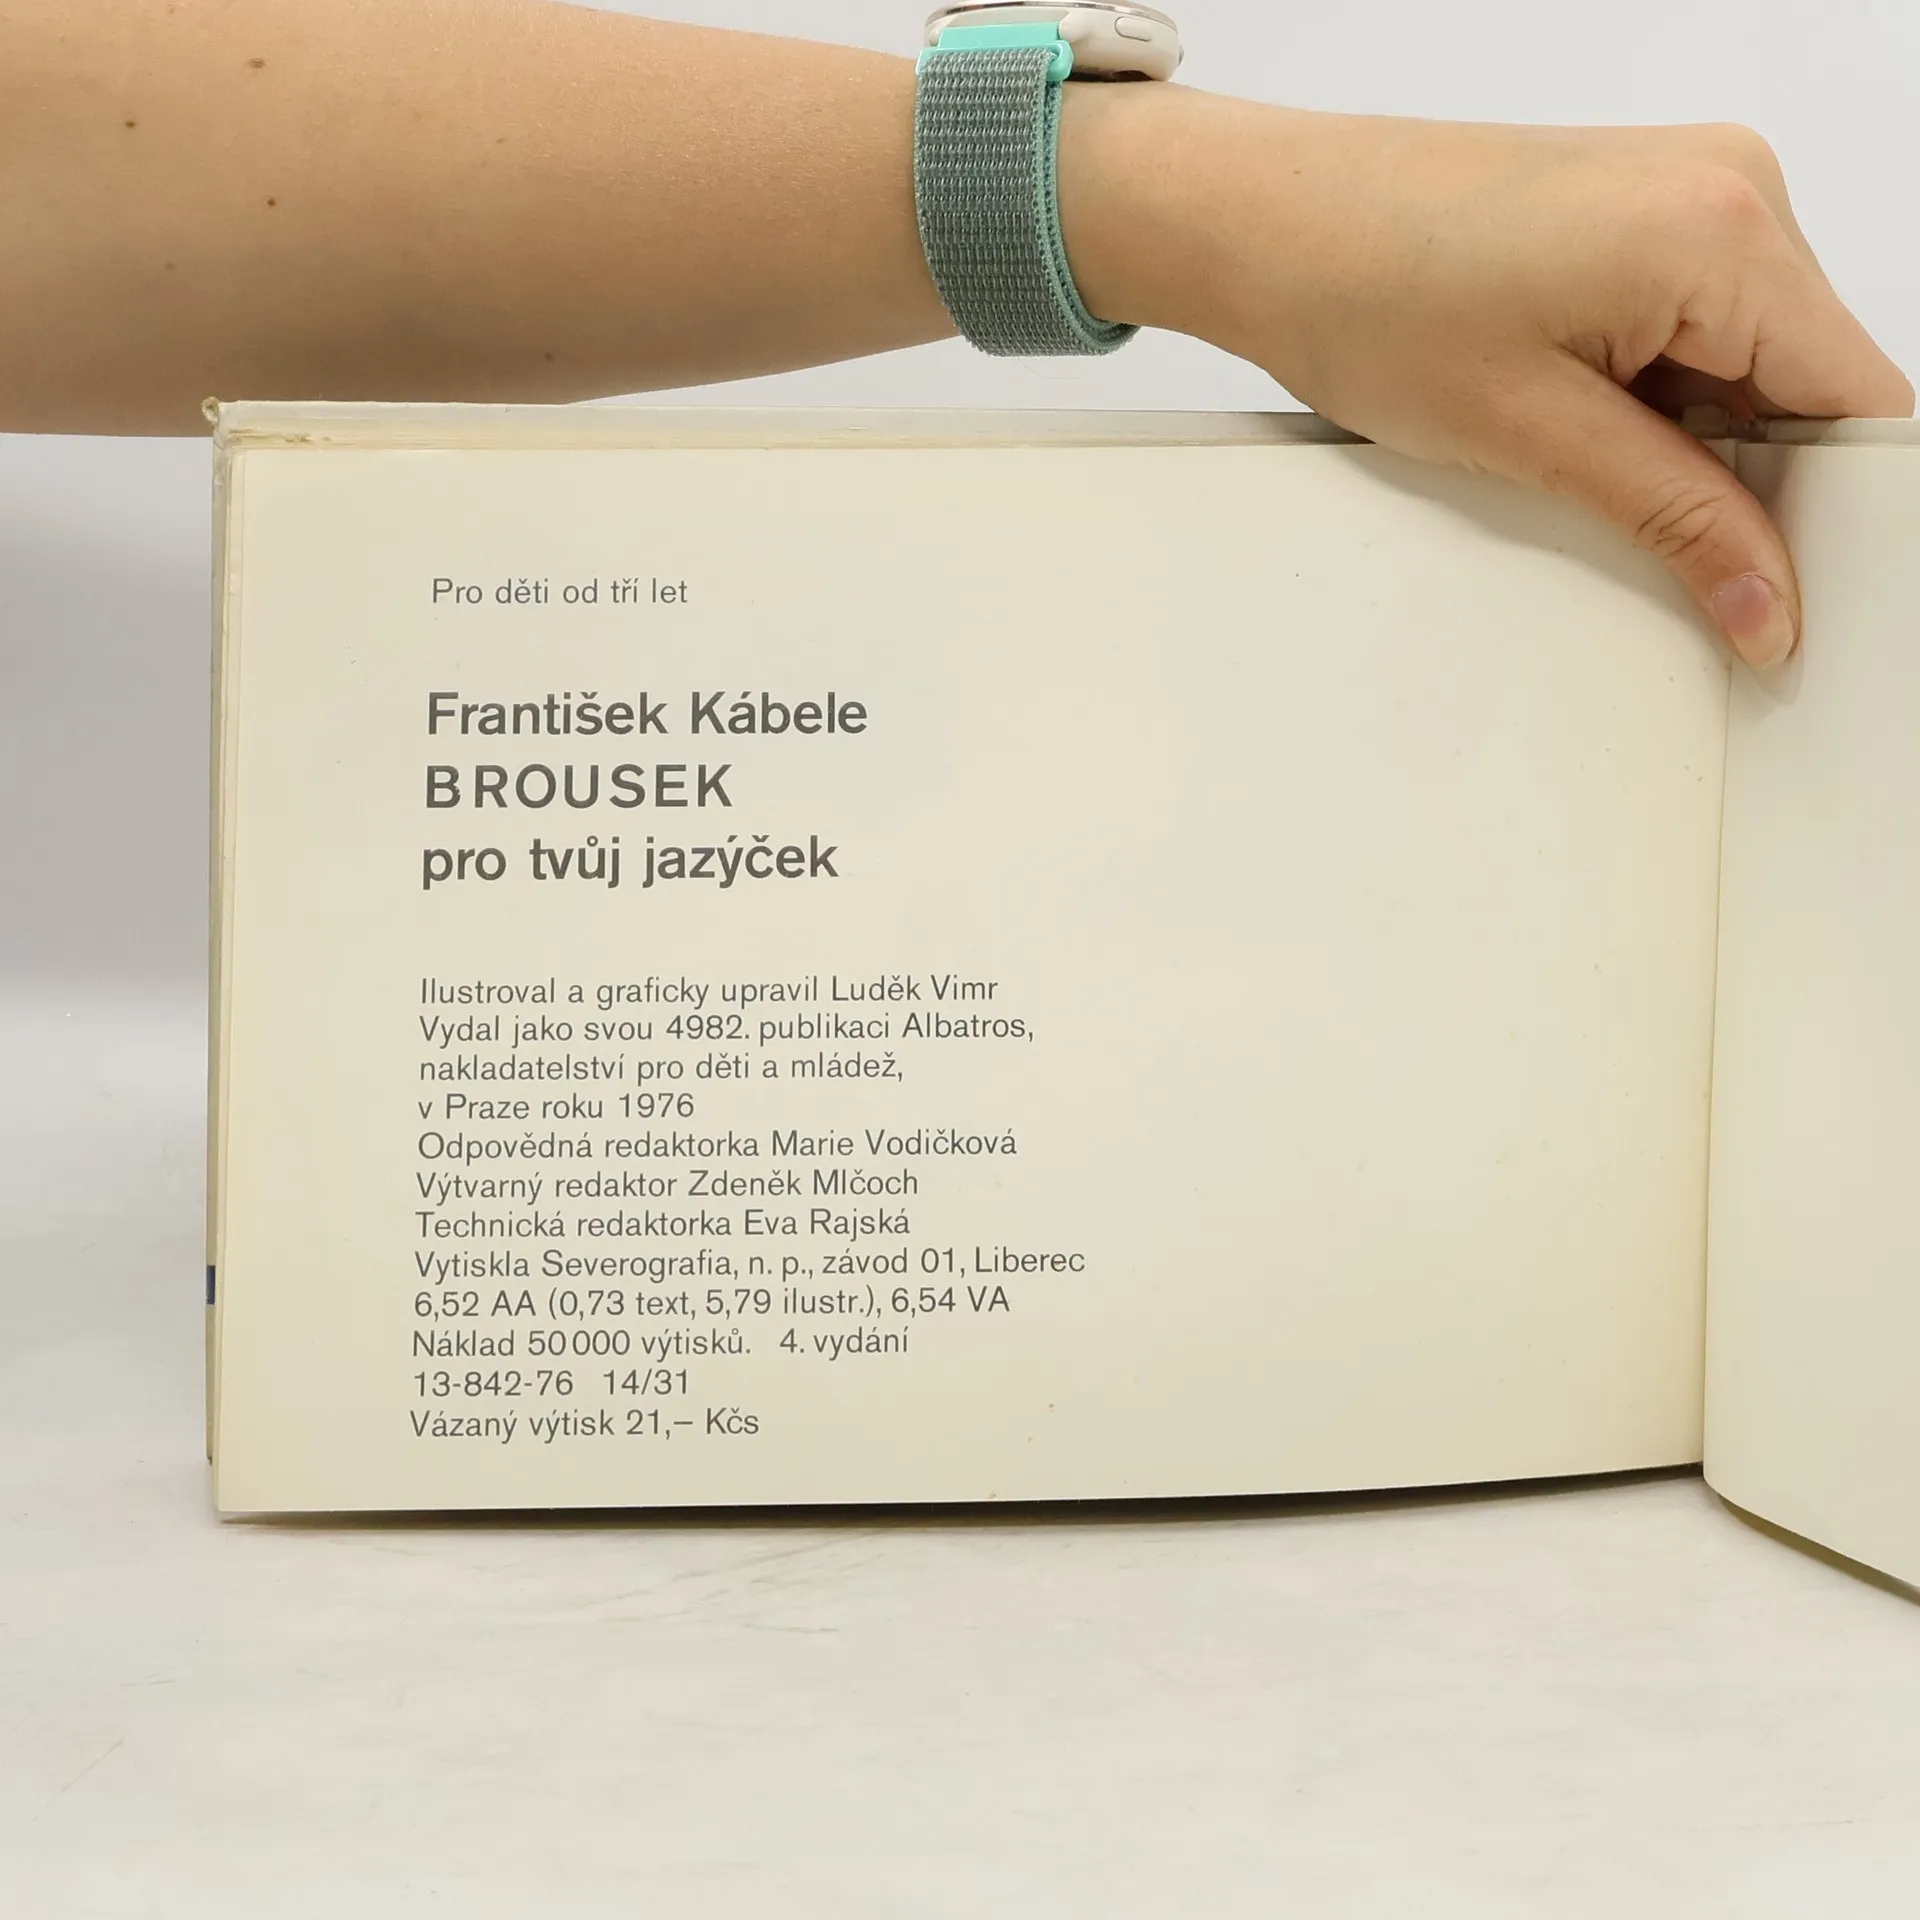 Pro děti od tří let
František Kábele
BROUSEK
pro tvůj jazýček
Ilustroval a graficky upravil Luděk Vimr
Vydal jako svou 4982. publikaci Albatros,
nakladatelství pro děti a mládež,
v Praze roku 1976
Odpovědná redaktorka Marie Vodičková
Výtvarný redaktor Zdeněk Mlčoch
Technická redaktorka Eva Rajská
Vytiskla Severografia, n. p., závod 01, Liberec
6,52 AA (0,73 text, 5,79 ilustr.), 6,54 VA
Náklad 50 000 výtisků. 4. vydání
13-842-76 14/31
Vázaný výtisk 21,– Kčs